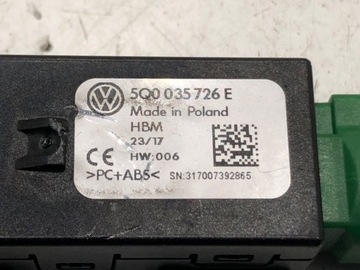 5Q0 035 726 E
Made in Poland
HBM
23/17
HW:006
CE
>PC+ABS<
SN:317007392865